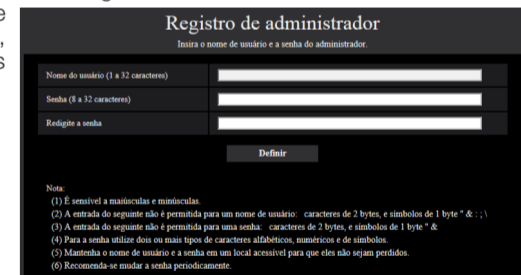 e
,
s
Registro de administrador
Insira o nome de usuário e a senha do administrador.
Nome do usuário (1 a 32 caracteres)
Senha (8 a 32 caracteres)
Redigite a senha
Definir
Nota:
(1) É sensível a maiúsculas e minúsculas.
(2) A entrada do seguinte não é permitida para um nome de usuário: caracteres de 2 bytes, e símbolos de 1 byte " & : ; \
(3) A entrada do seguinte não é permitida para uma senha: caracteres de 2 bytes, e símbolos de 1 byte " &
(4) Para a senha utilize dois ou mais tipos de caracteres alfabéticos, numéricos e de símbolos.
(5) Mantenha o nome de usuário e a senha em um local acessível para que eles não sejam perdidos.
(6) Recomenda-se mudar a senha periodicamente.